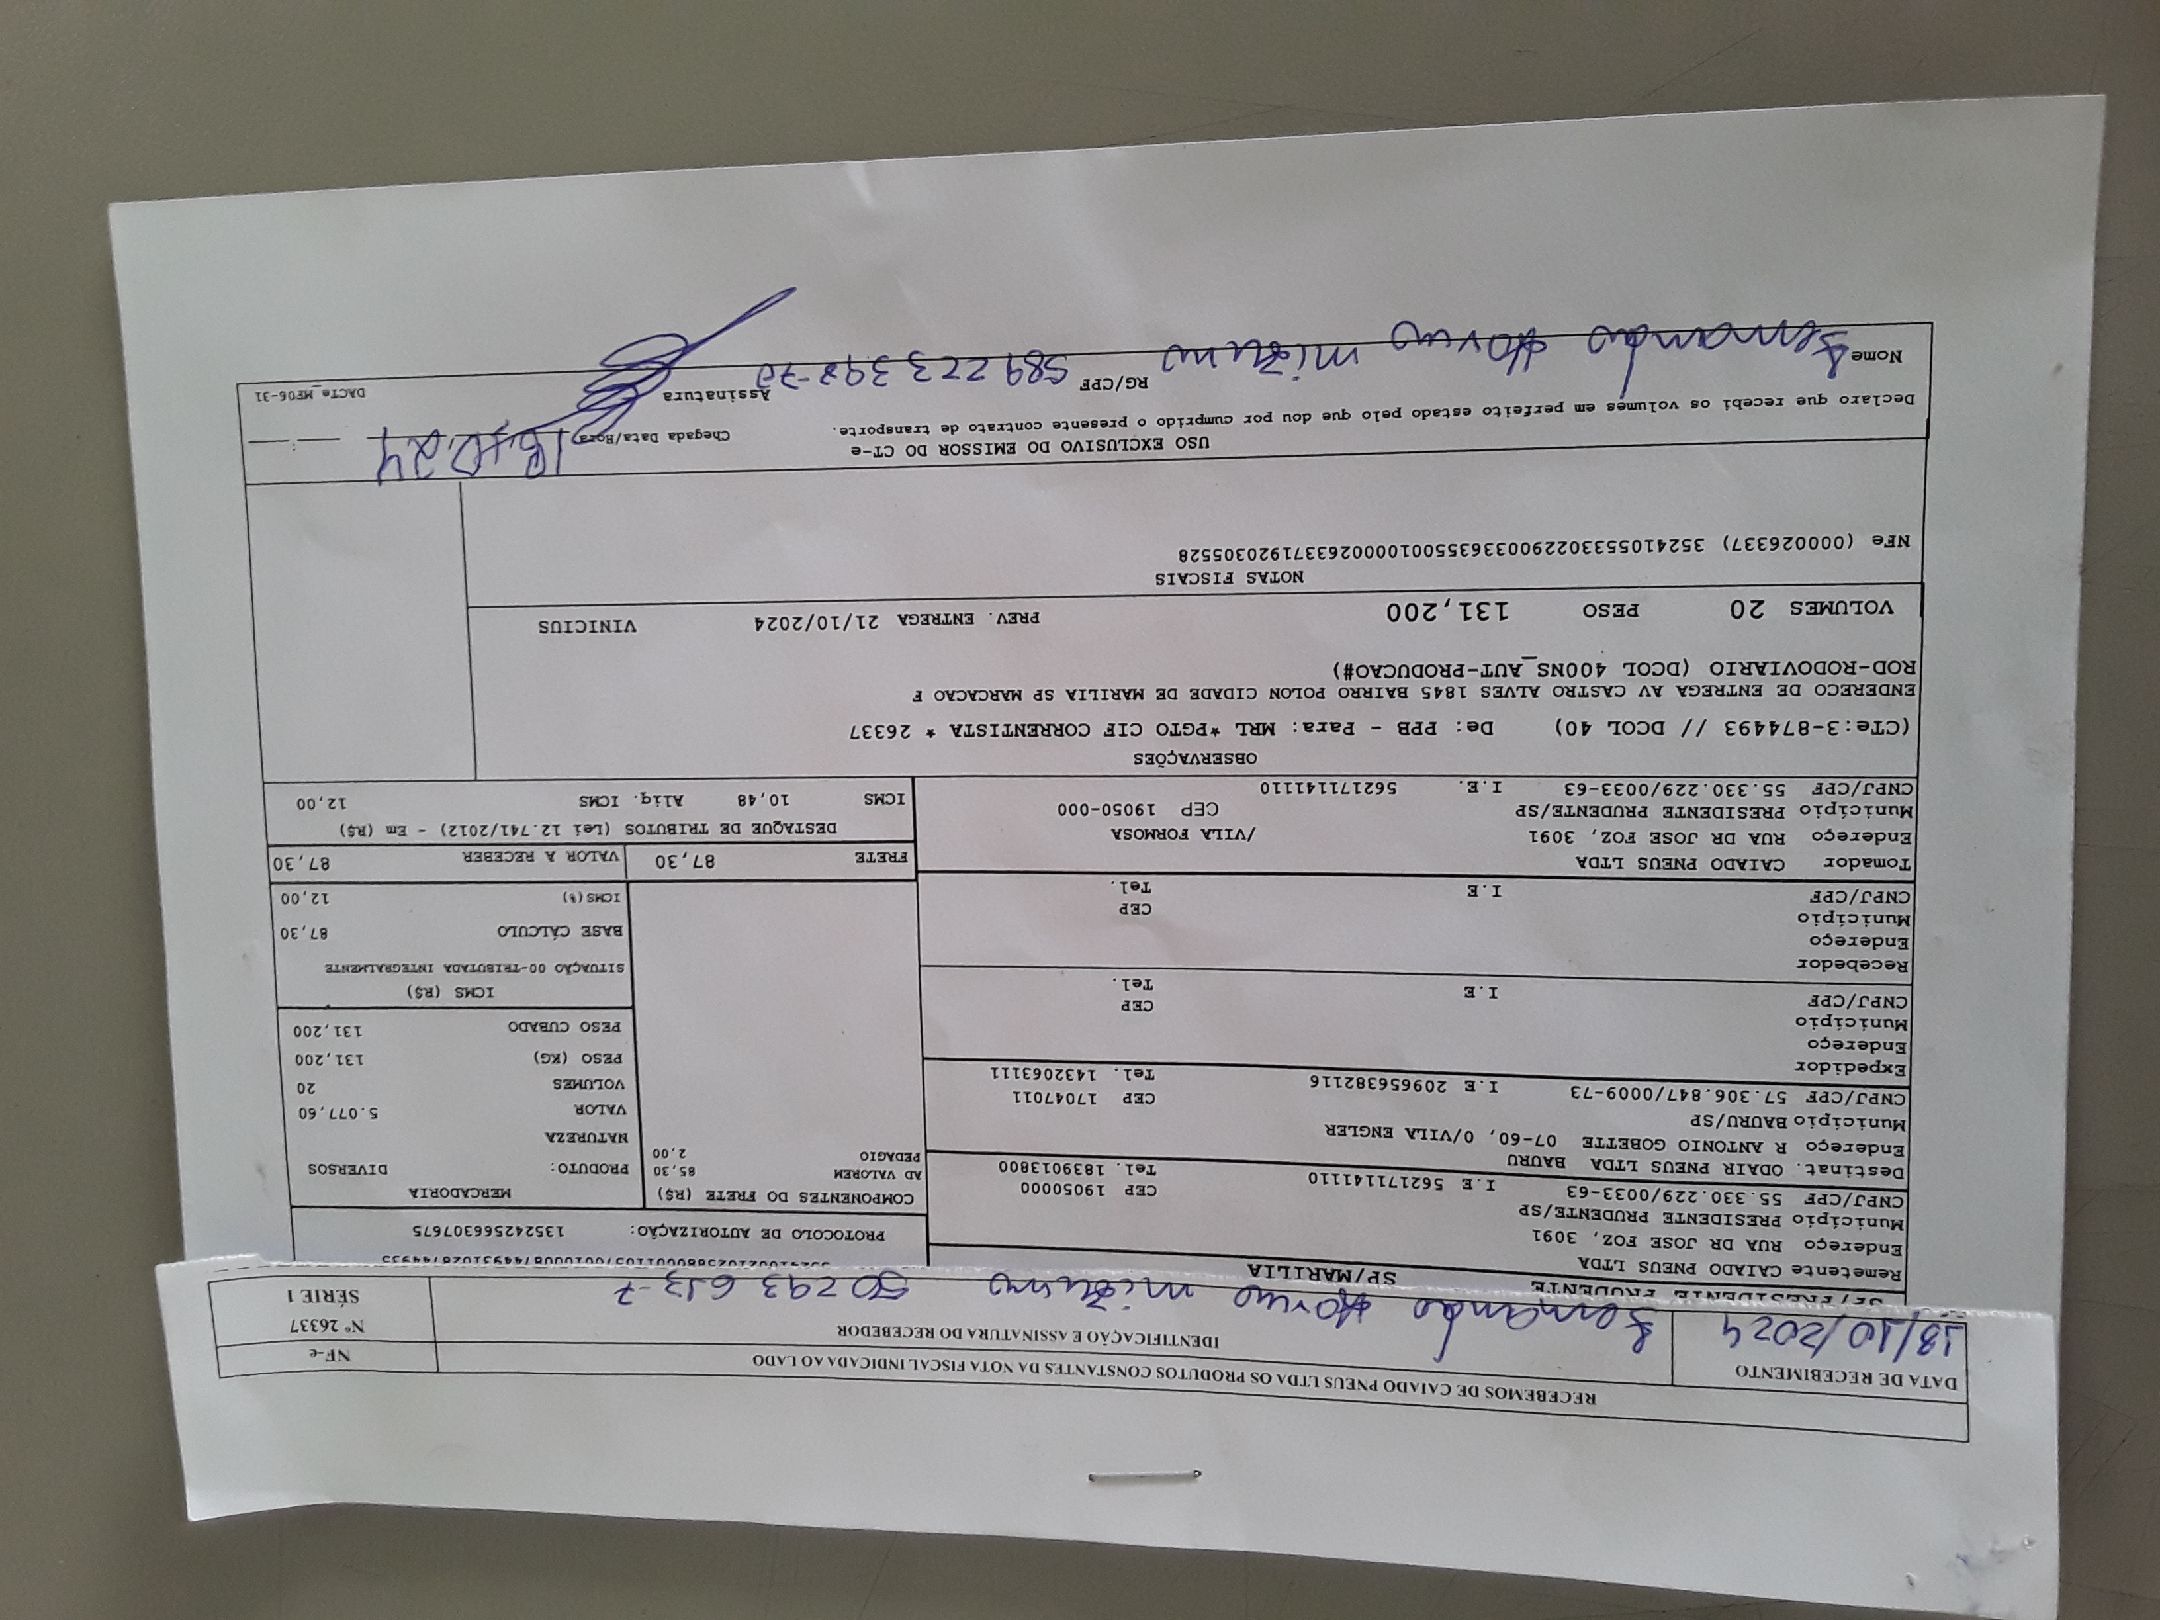 RECEBEMOS DE CAIADO PNEUS LTDA OS PRODUTOS CONSTANTES DA NOTA FISCAL INDICADA AO LADO
NF-e
DATA DE RECEBIMENTO
IDENTIFICAÇÃO E ASSINATURA DO RECEBEDOR
Nº 26337
18/10/2024
SÉRIE 1
SP/MARILIA
Remetente CAIADO PNEUS LTDA
Endereço RUA DR JOSE FOZ, 3091
Município PRESIDENTE PRUDENTE/SP
CEP 19050000
CNPJ/CPF 55.330.229/0033-63 I.E 562171141110 Tel. 1839013800
Destinat. ODAIR PNEUS LTDA BAURU
Endereço R ANTONIO GOBETTE 07-60, 0/VILA ENGLER
Município BAURU/SP
CEP 17047011
CNPJ/CPF 57.306.847/0009-73 I.E 209656382116 Tel. 1432063111
Expedidor
Endereço
Município
CEP
CNPJ/CPF I.E Tel.
Recebedor
Endereço
Município
CEP
CNPJ/CPF I.E Tel.
Tomador CAIADO PNEUS LTDA
Endereço RUA DR JOSE FOZ, 3091 /VILA FORMOSA
Município PRESIDENTE PRUDENTE/SP CEP 19050-000
CNPJ/CPF 55.330.229/0033-63 I.E. 562171141110
PROTOCOLO DE AUTORIZAÇÃO: 135242566307675
COMPONENTES DO FRETE (R$)
AD VALOREM 85,30
PEDAGIO 2,00
MERCADORIA
PRODUTO: DIVERSOS
NATUREZA
VALOR 5.077,60
VOLUMES 20
PESO (KG) 131,200
PESO CUBADO 131,200
ICMS (R$)
SITUAÇÃO 00-TRIBUTADA INTEGRALMENTE
BASE CÁLCULO 87,30
ICMS(%) 12,00
FRETE 87,30 VALOR A RECEBER 87,30
DESTAQUE DE TRIBUTOS (Lei 12.741/2012) - Em (R$)
ICMS 10,48 Aliq. ICMS 12,00
OBSERVAÇÕES
(CTe:3-874493 // DCOL 40) De: PPB - Para: MRL *PGTO CIF CORRENTISTA * 26337
ENDERECO DE ENTREGA AV CASTRO ALVES 1845 BAIRRO POLON CIDADE DE MARILIA SP MARCACAO F
ROD-RODOVIARIO (DCOL 400NS_AUT-PRODUCAO#)
VOLUMES 20 PESO 131,200 PREV. ENTREGA 21/10/2024 VINICIUS
NOTAS FISCAIS
NFe (000026337) 35241055330229003363550010000263371920305528
USO EXCLUSIVO DO EMISSOR DO CT-e
Declaro que recebi os volumes em perfeito estado pelo que dou por cumprido o presente contrato de transporte.
Chegada Data/Hora
18.10.24
Nome
RG/CPF
Assinatura
DACTe_MF06-31